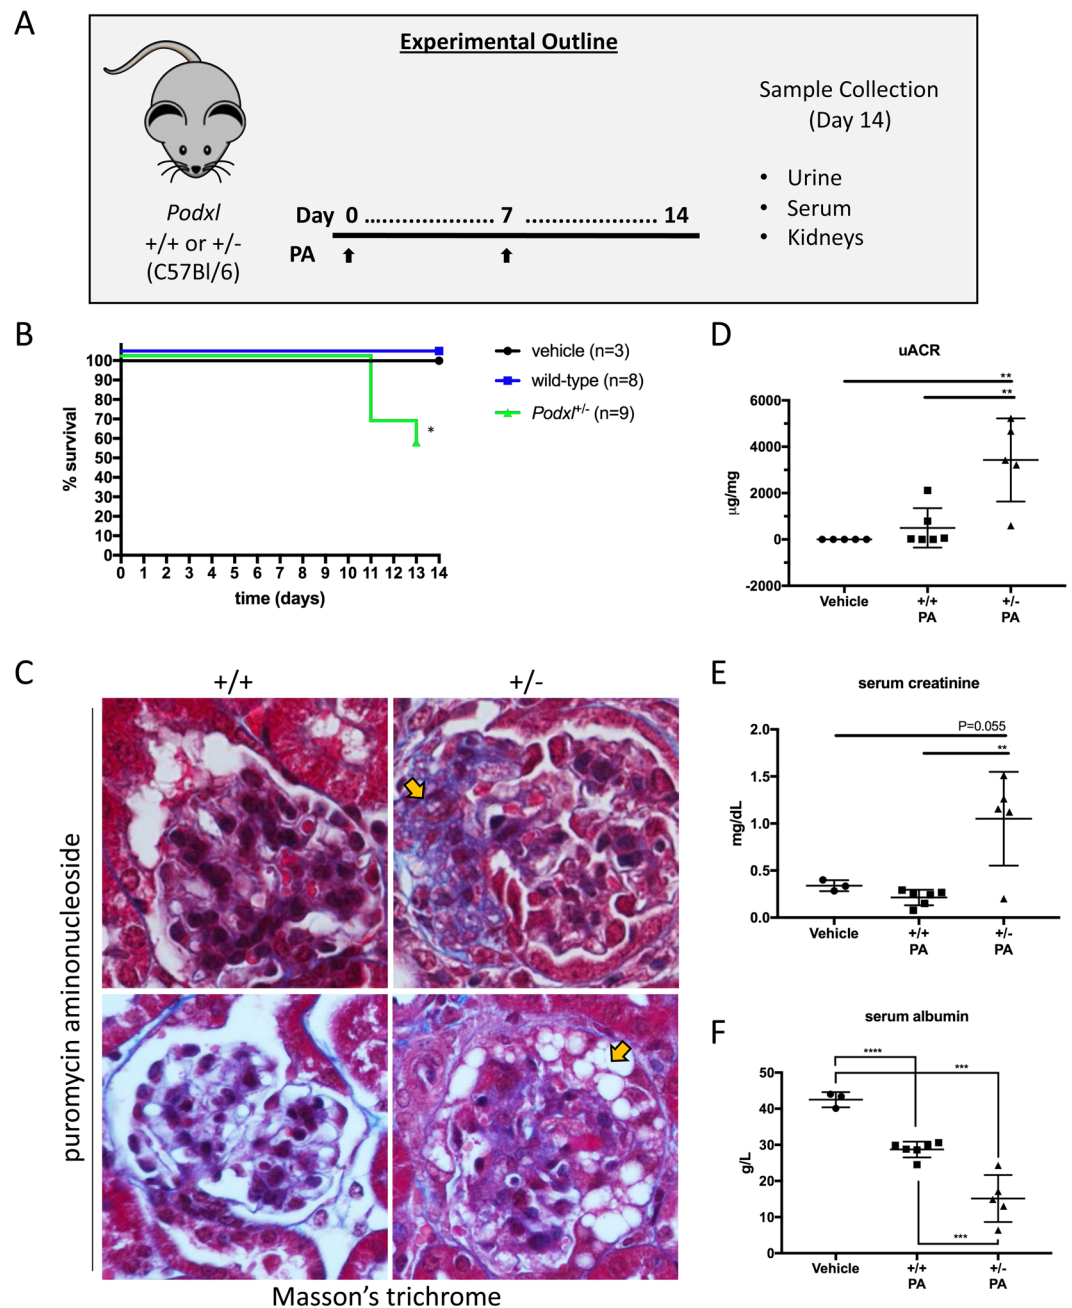 A
Experimental Outline
Sample Collection
(Day 14)
• Urine
• Serum
• Kidneys
Podxl
+/+ or +/-
(C57Bl/6)
Day 0 ...................... 7 ...................... 14
PA
B
% survival
100
90
80
70
60
50
40
30
20
10
0
0 1 2 3 4 5 6 7 8 9 10 11 12 13 14
time (days)
*
vehicle (n=3)
wild-type (n=8)
Podxl+/- (n=9)
C
+/+ +/-
puromycin aminonucleoside
Masson's trichrome
D
uACR
**
**
µg/mg
6000
4000
2000
0
-2000
Vehicle +/+ +/-
PA PA
E
serum creatinine
P=0.055
**
mg/dL
2.0
1.5
1.0
0.5
0.0
Vehicle +/+ +/-
PA PA
F
serum albumin
****
***
***
g/L
50
40
30
20
10
0
Vehicle +/+ +/-
PA PA